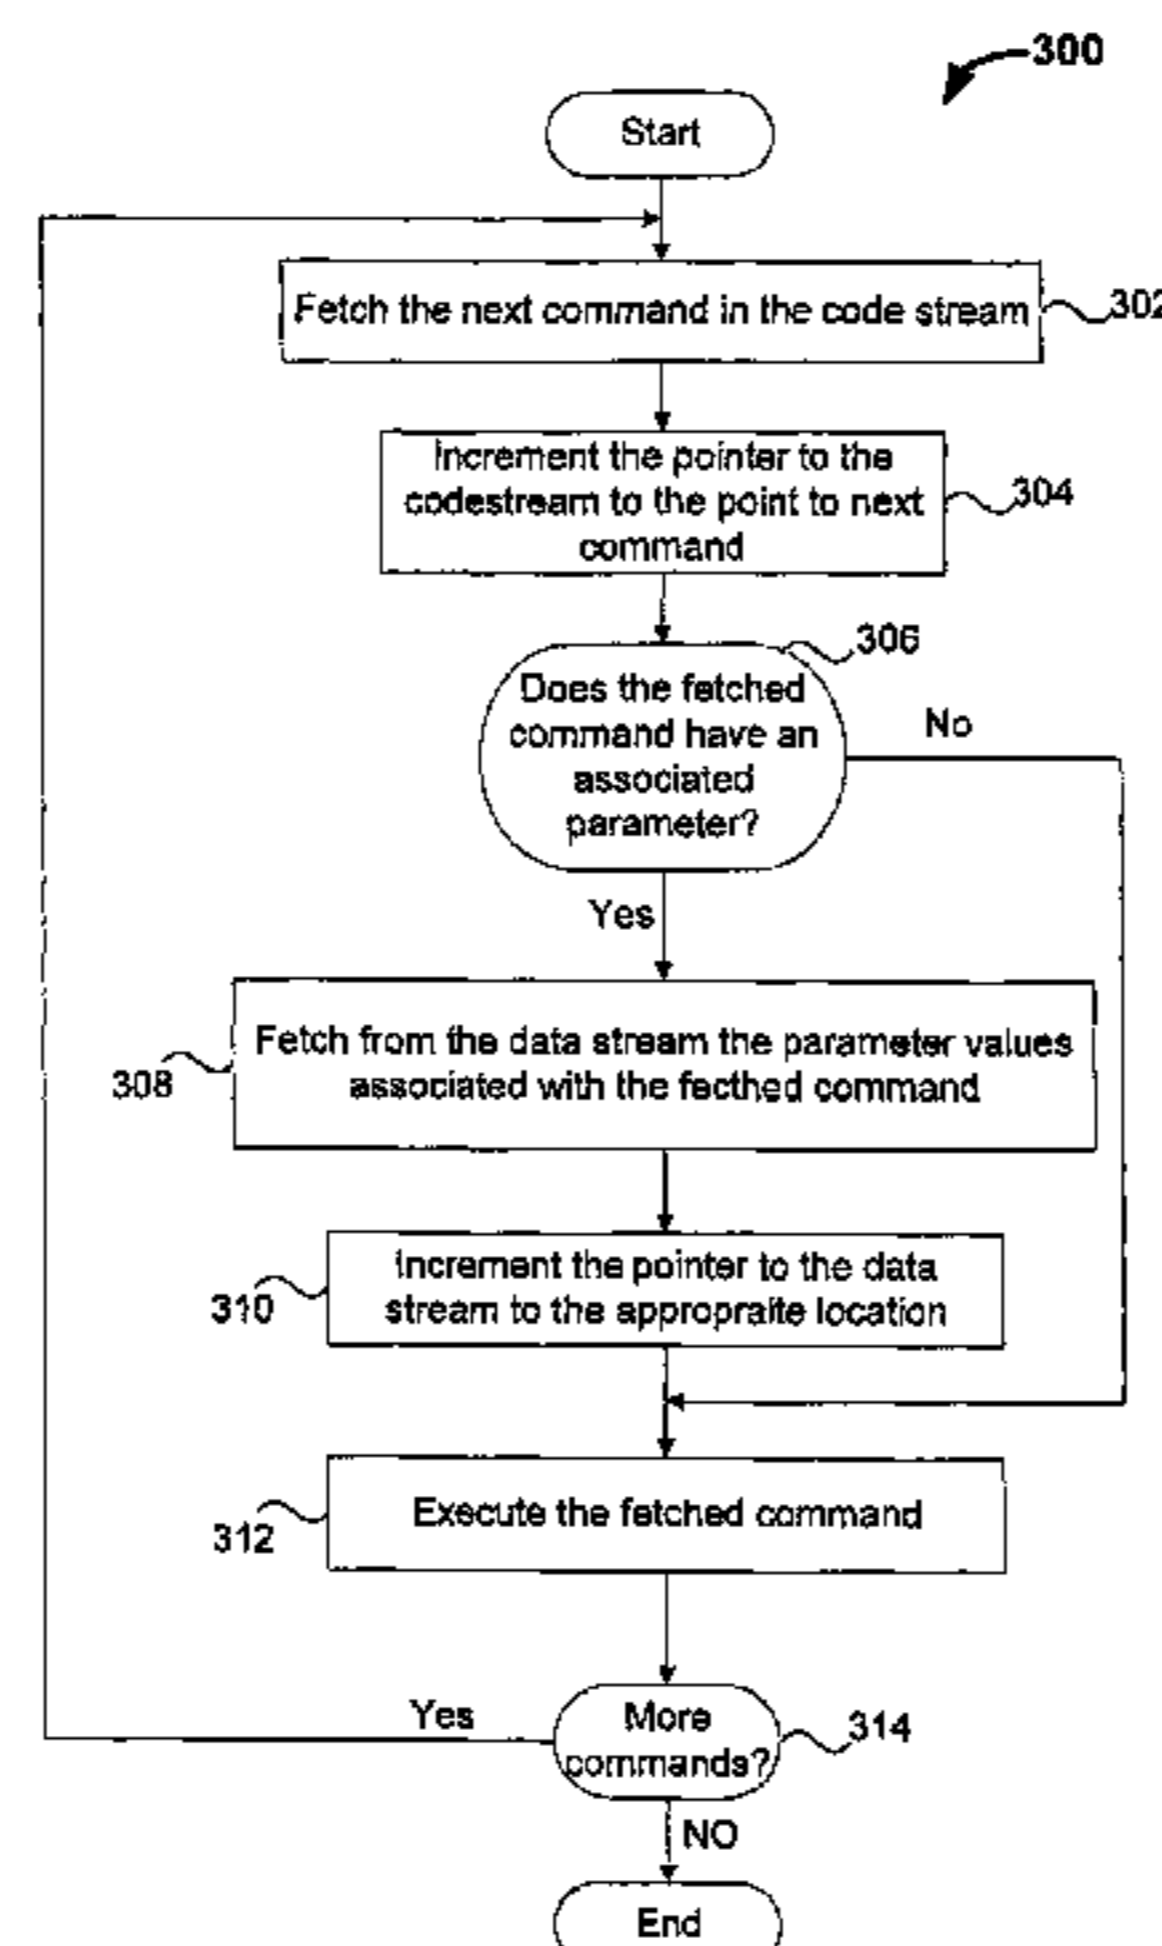 300
Start
Fetch the next command in the code stream
302
Increment the pointer to the
codestream to the point to next
command
304
306
Does the fetched
command have an
associated
parameter?
No
Yes
Fetch from the data stream the parameter values
associated with the fecthed command
308
Increment the pointer to the data
stream to the appropraite location
310
Execute the fetched command
312
Yes
More
commands?
314
NO
End